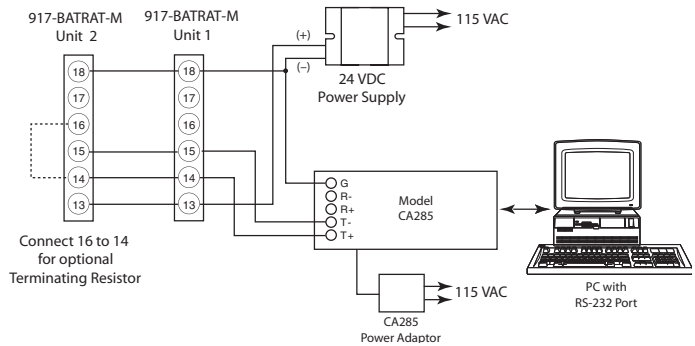 917-BATRAT-M
Unit 2
917-BATRAT-M
Unit 1
18
17
16
15
14
13
18
17
16
15
14
13
Connect 16 to 14
for optional
Terminating Resistor
(+)
(–)
115 VAC
24 VDC
Power Supply
G
R-
R+
T-
T+
Model
CA285
115 VAC
CA285
Power Adaptor
PC with
RS-232 Port